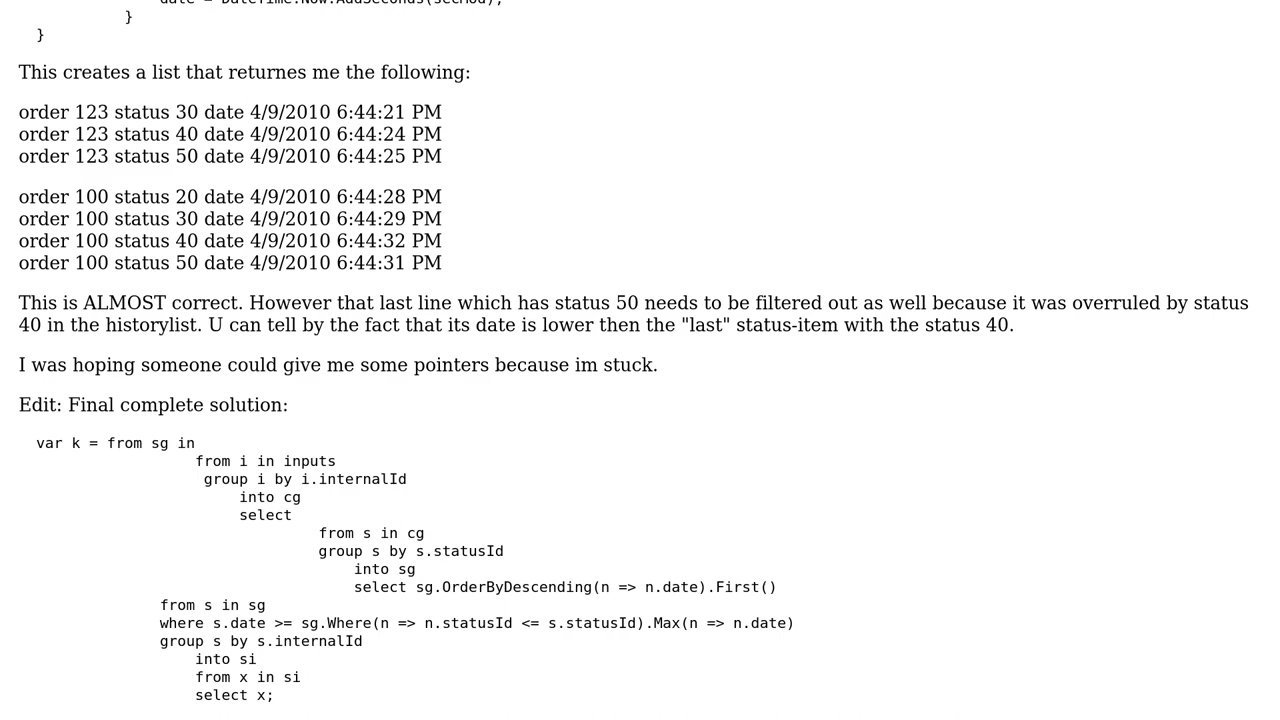 date = DateTime.Now.AddSeconds(secMod);
}
}
This creates a list that returnes me the following:
order 123 status 30 date 4/9/2010 6:44:21 PM
order 123 status 40 date 4/9/2010 6:44:24 PM
order 123 status 50 date 4/9/2010 6:44:25 PM
order 100 status 20 date 4/9/2010 6:44:28 PM
order 100 status 30 date 4/9/2010 6:44:29 PM
order 100 status 40 date 4/9/2010 6:44:32 PM
order 100 status 50 date 4/9/2010 6:44:31 PM
This is ALMOST correct. However that last line which has status 50 needs to be filtered out as well because it was overruled by status
40 in the historylist. U can tell by the fact that its date is lower then the "last" status-item with the status 40.
I was hoping someone could give me some pointers because im stuck.
Edit: Final complete solution:
var k = from sg in
from i in inputs
group i by i.internalId
into cg
select
from s in cg
group s by s.statusId
into sg
select sg.OrderByDescending(n => n.date).First()
from s in sg
where s.date >= sg.Where(n => n.statusId <= s.statusId).Max(n => n.date)
group s by s.internalId
into si
from x in si
select x;